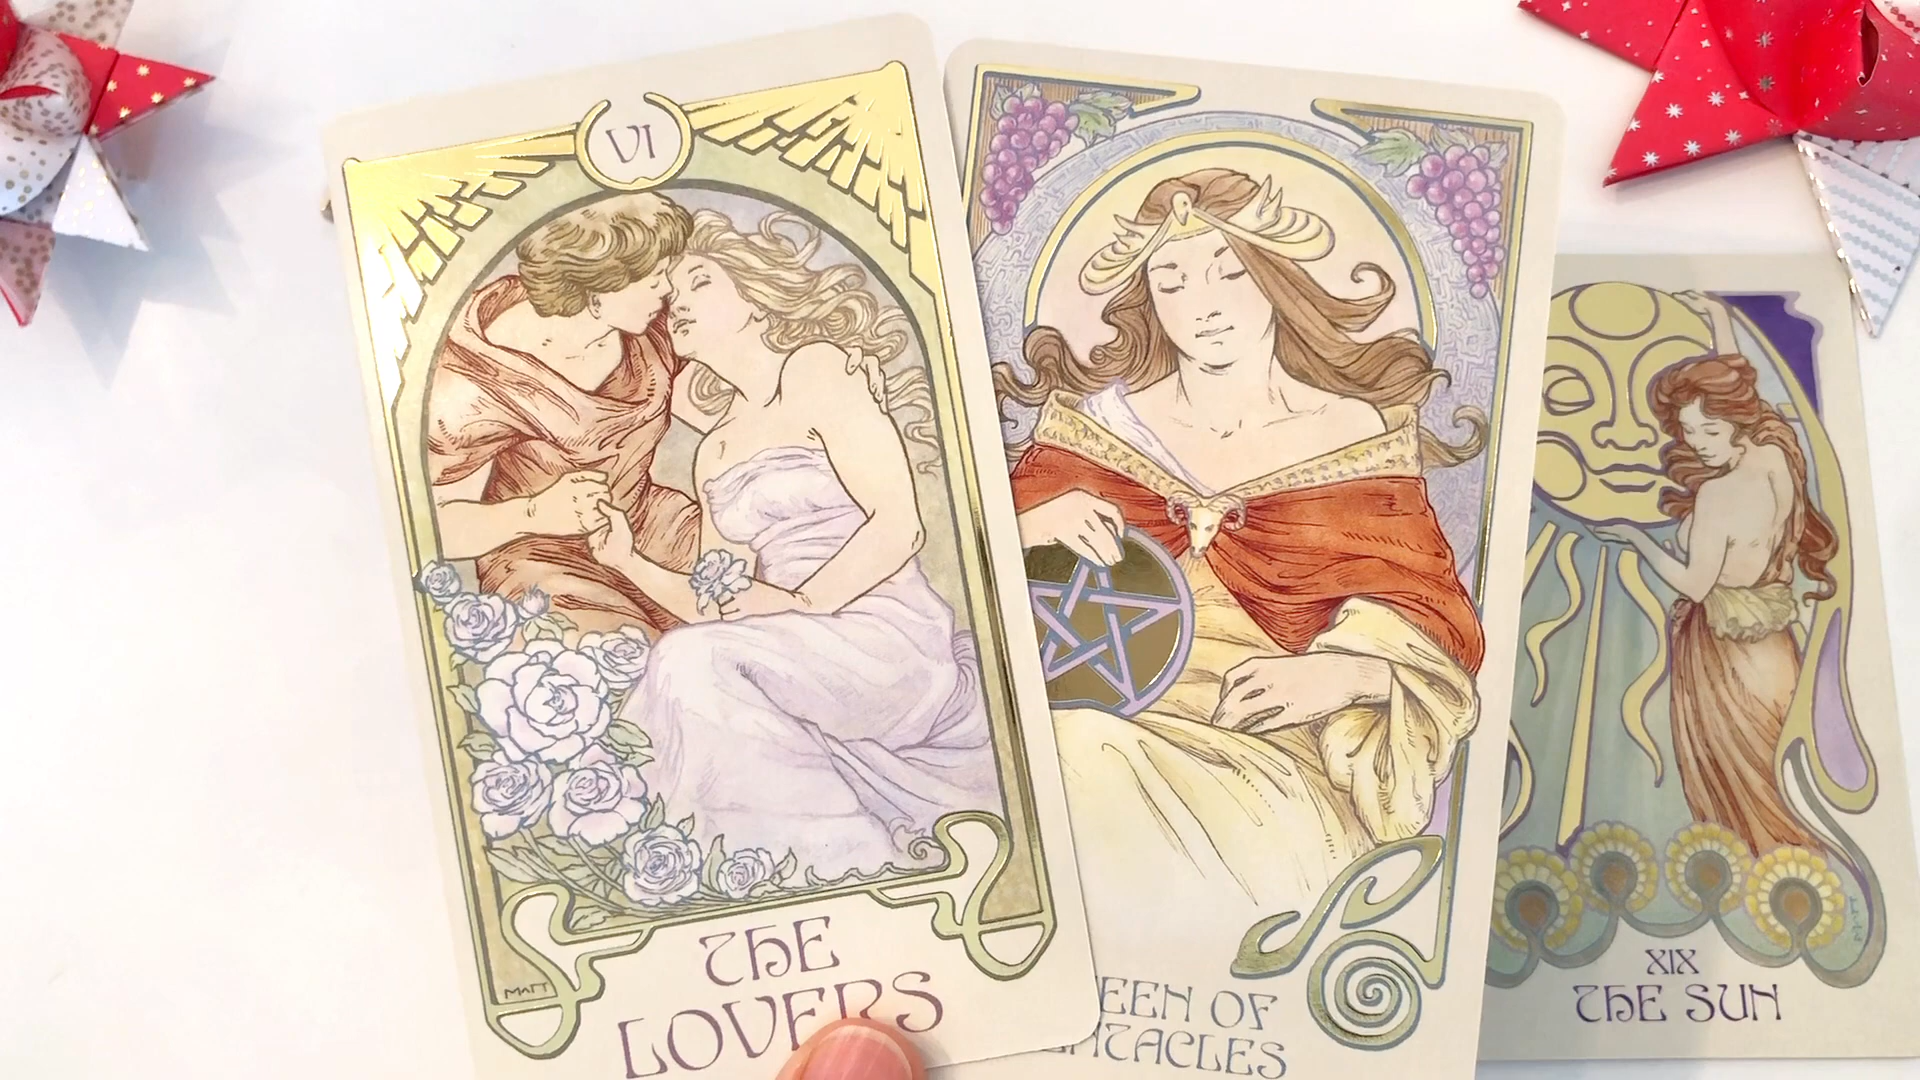 VI
THE
LOVERS
MATT
EEN OF
NTACLES
XIX
THE SUN